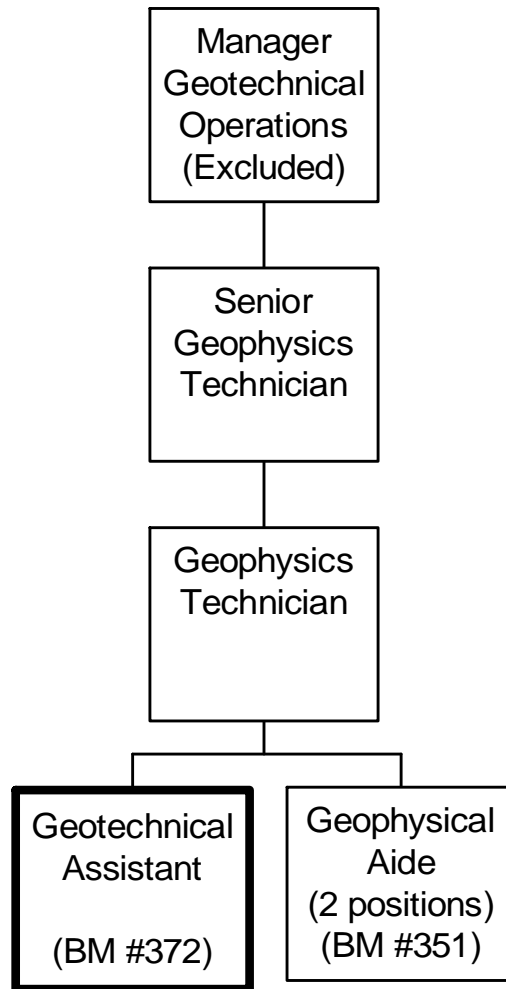 Manager
Geotechnical
Operations
(Excluded)
Senior
Geophysics
Technician
Geophysics
Technician
Geotechnical
Assistant
(BM #372)
Geophysical
Aide
(2 positions)
(BM #351)